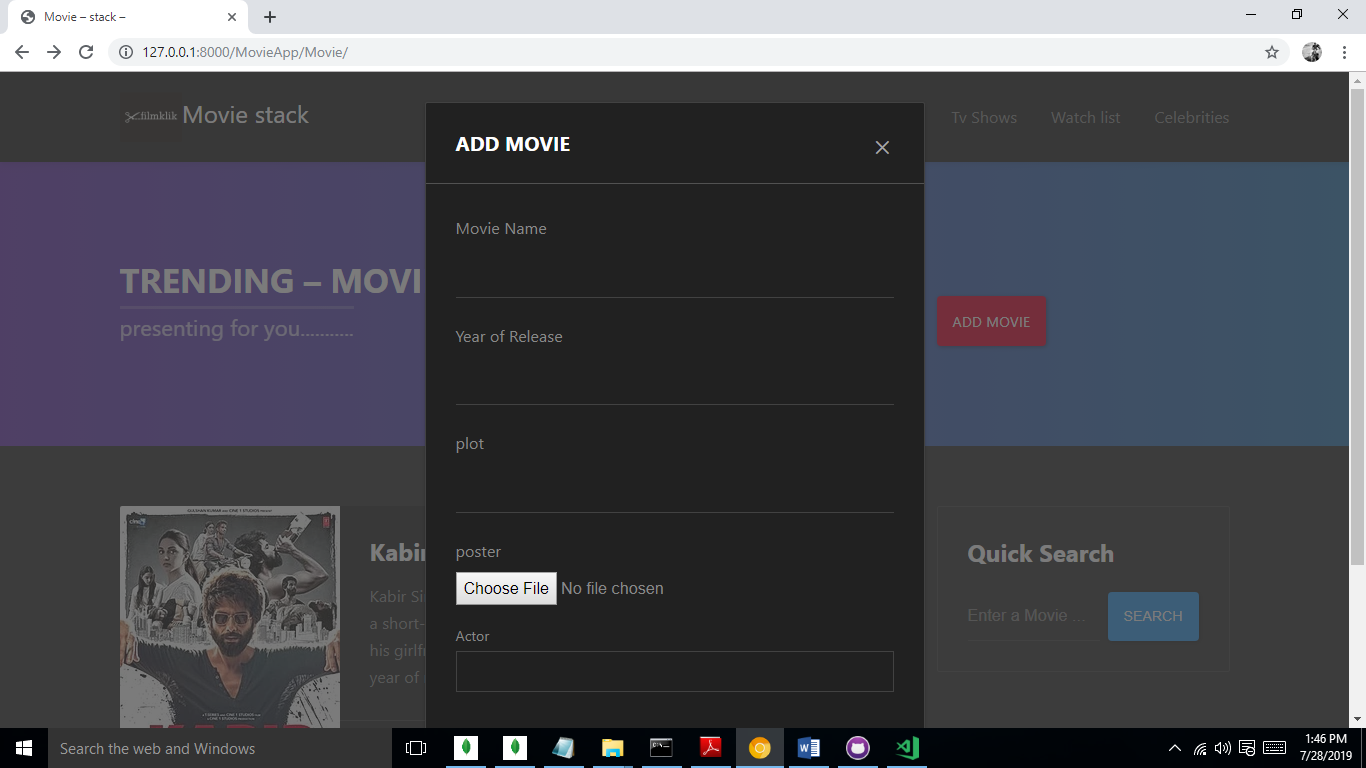 Movie – stack –
127.0.0.1:8000/MovieApp/Movie/
filmklik Movie stack
Tv Shows Watch list Celebrities
ADD MOVIE
Movie Name
TRENDING – MOVI
presenting for you...........
ADD MOVIE
Year of Release
plot
poster
Choose File No file chosen
Actor
Kabir
Kabir Si
a short-
his girlf
year of
Quick Search
Enter a Movie ...
SEARCH
Search the web and Windows
1:46 PM
7/28/2019